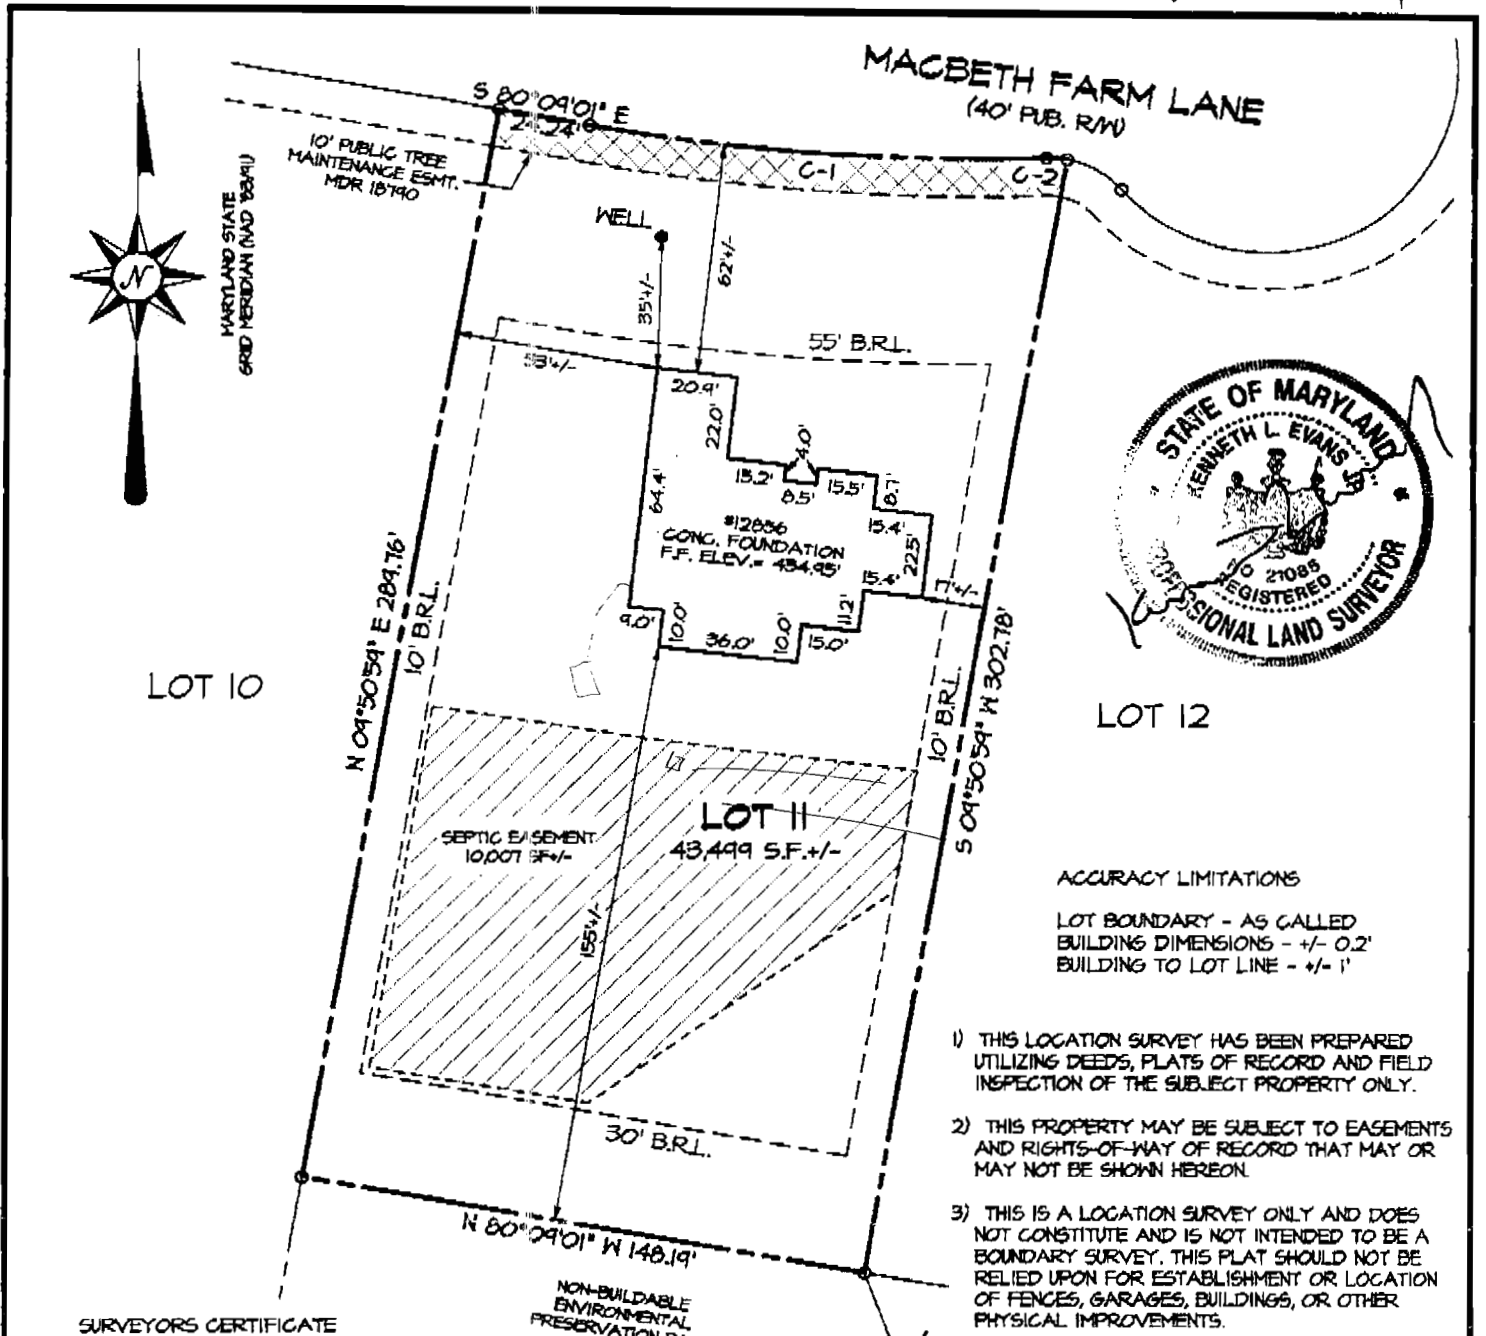 MACBETH FARM LANE
(40' PUB. R/W)
S 80°09'01" E
24.24'
10' PUBLIC TREE
MAINTENANCE ESMT.
MDR 18790
C-1
C-2
MARYLAND STATE
GRID MERIDIAN (NAD '83/91)
N
WELL
35'+/-
62'+/-
53'+/-
55' B.R.L.
20.9'
22.0'
15.2'
4.0'
8.5'
15.5'
8.7'
15.4'
22.5'
64.4'
#12856
CONC. FOUNDATION
F.F. ELEV.= 454.95'
15.4'
17'+/-
11.2'
9.0'
10.0'
36.0'
10.0'
15.0'
STATE OF MARYLAND
KENNETH L. EVANS JR.
NO 21085
REGISTERED
PROFESSIONAL LAND SURVEYOR
N 09°50'59" E 289.76'
10' B.R.L.
10' B.R.L.
S 09°50'59" W 302.78'
LOT 10
LOT 12
LOT 11
43,499 S.F.+/-
SEPTIC EASEMENT
10,007 SF+/-
155'+/-
30' B.R.L.
N 80°09'01" W 148.19'
NON-BUILDABLE
ENVIRONMENTAL
PRESERVATION
ACCURACY LIMITATIONS
LOT BOUNDARY - AS CALLED
BUILDING DIMENSIONS - +/- 0.2'
BUILDING TO LOT LINE - +/- 1'
1) THIS LOCATION SURVEY HAS BEEN PREPARED
UTILIZING DEEDS, PLATS OF RECORD AND FIELD
INSPECTION OF THE SUBJECT PROPERTY ONLY.
2) THIS PROPERTY MAY BE SUBJECT TO EASEMENTS
AND RIGHTS-OF-WAY OF RECORD THAT MAY OR
MAY NOT BE SHOWN HEREON.
3) THIS IS A LOCATION SURVEY ONLY AND DOES
NOT CONSTITUTE AND IS NOT INTENDED TO BE A
BOUNDARY SURVEY. THIS PLAT SHOULD NOT BE
RELIED UPON FOR ESTABLISHMENT OR LOCATION
OF FENCES, GARAGES, BUILDINGS, OR OTHER
PHYSICAL IMPROVEMENTS.
SURVEYORS CERTIFICATE